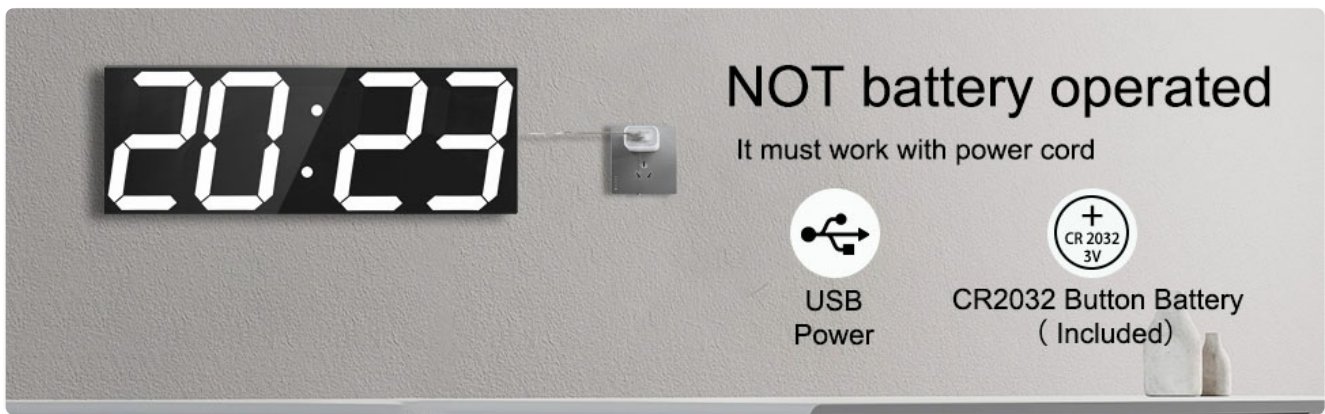 20:23
NOT battery operated
It must work with power cord
+
CR 2032
3V
USB
Power
CR2032 Button Battery
( Included)